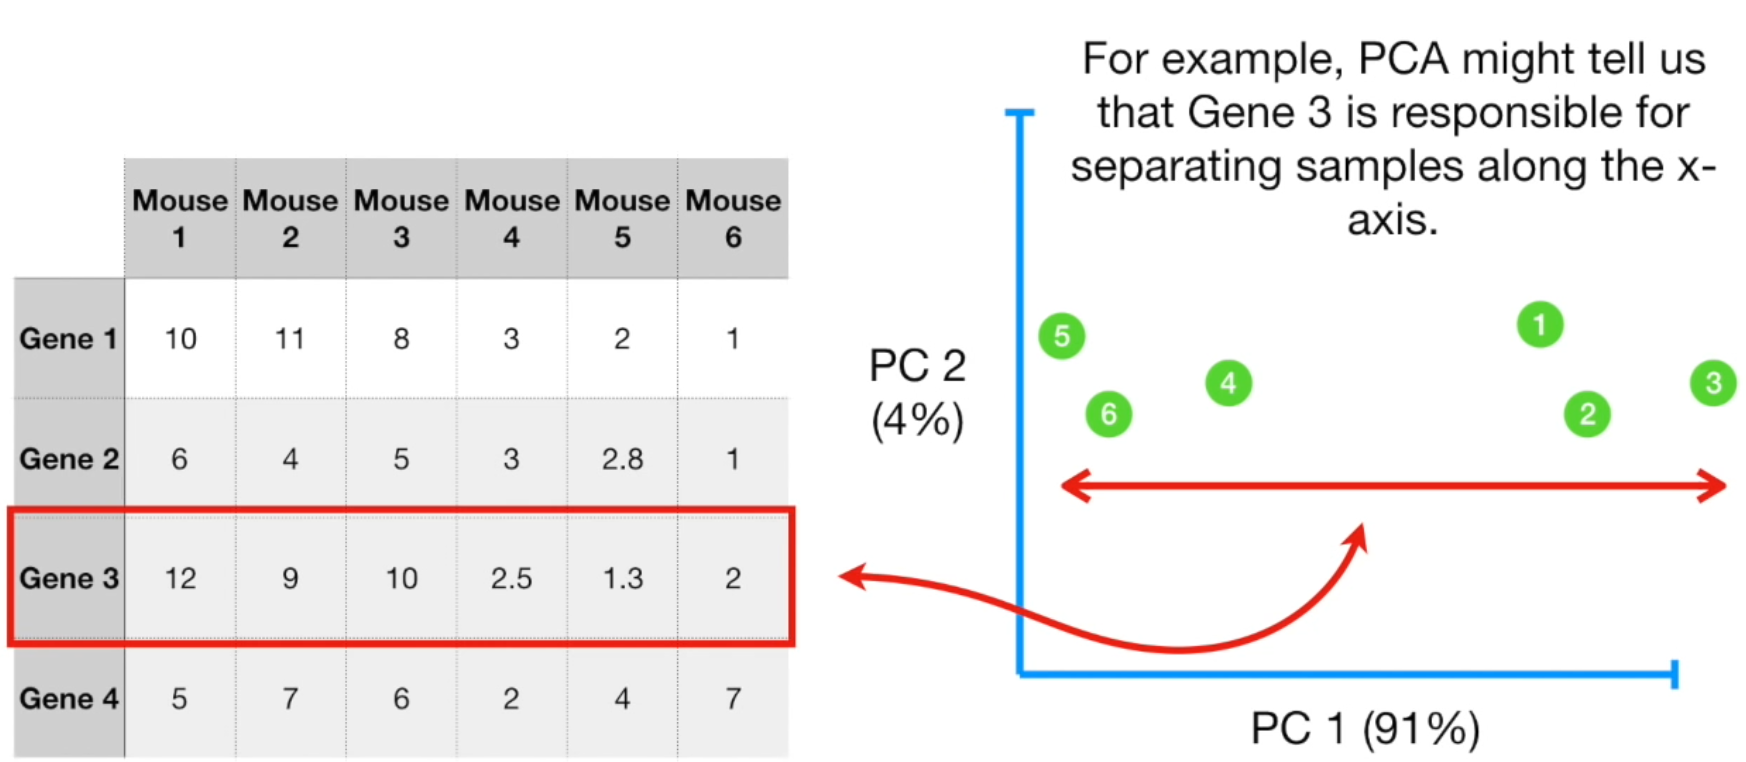 For example, PCA might tell us
that Gene 3 is responsible for
separating samples along the x-
axis.
Mouse 1 Mouse 2 Mouse 3 Mouse 4 Mouse 5 Mouse 6
Gene 1 10 11 8 3 2 1
Gene 2 6 4 5 3 2.8 1
Gene 3 12 9 10 2.5 1.3 2
Gene 4 5 7 6 2 4 7
PC 2
(4%)
5
6
4
1
2
3
PC 1 (91%)